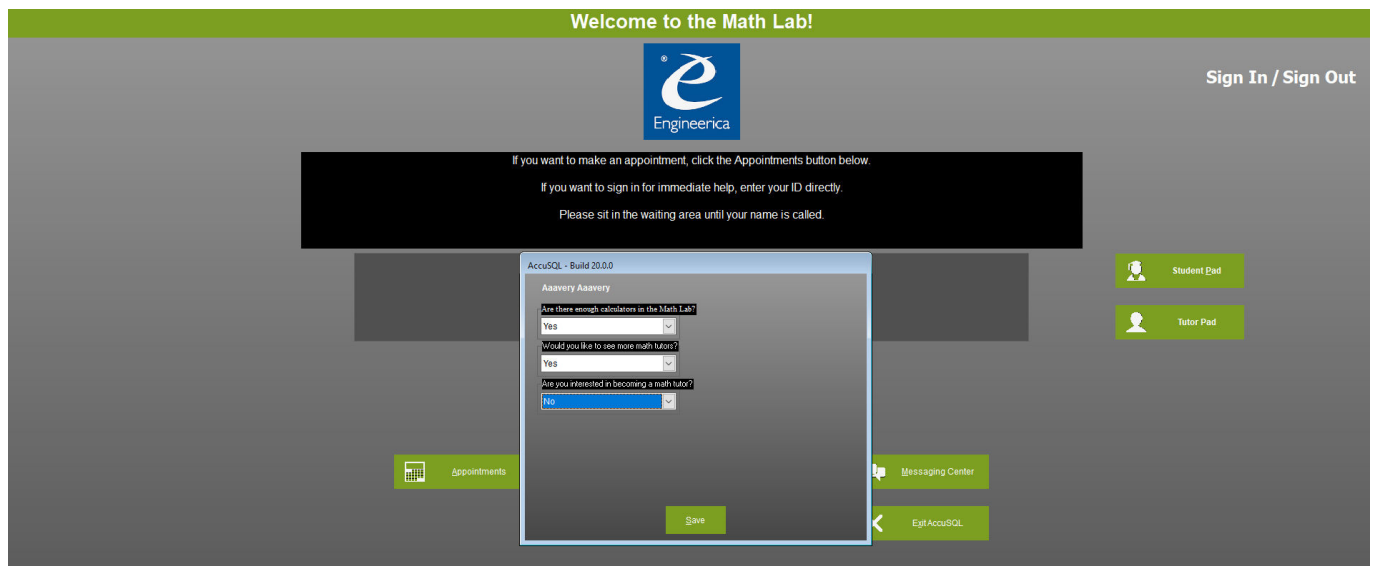 Welcome to the Math Lab!
®
e
Engineerica
Sign In / Sign Out
If you want to make an appointment, click the Appointments button below.
If you want to sign in for immediate help, enter your ID directly.
Please sit in the waiting area until your name is called.
AccuSQL - Build 20.0.0
Aaavery Aaavery
Are there enough calculators in the Math Lab?
Yes
Would you like to see more math tutors?
Yes
Are you interested in becoming a math tutor?
No
Save
Student Pad
Tutor Pad
Appointments
Messaging Center
Exit AccuSQL